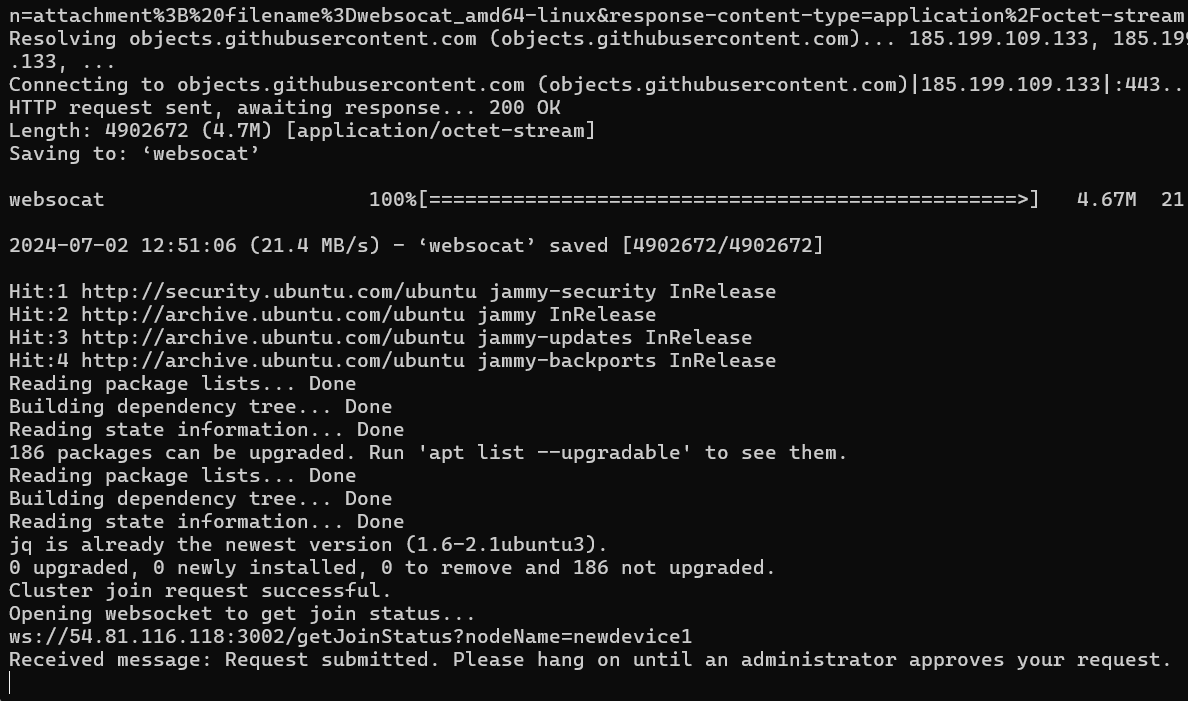 n=attachment%3B%20filename%3Dwebsocat_amd64-linux&response-content-type=application%2Foctet-stream
Resolving objects.githubusercontent.com (objects.githubusercontent.com)... 185.199.109.133, 185.199
.133, ...
Connecting to objects.githubusercontent.com (objects.githubusercontent.com)|185.199.109.133|:443..
HTTP request sent, awaiting response... 200 OK
Length: 4902672 (4.7M) [application/octet-stream]
Saving to: ‘websocat’
websocat 100%[=================================================>] 4.67M 21
2024-07-02 12:51:06 (21.4 MB/s) - ‘websocat’ saved [4902672/4902672]
Hit:1 http://security.ubuntu.com/ubuntu jammy-security InRelease
Hit:2 http://archive.ubuntu.com/ubuntu jammy InRelease
Hit:3 http://archive.ubuntu.com/ubuntu jammy-updates InRelease
Hit:4 http://archive.ubuntu.com/ubuntu jammy-backports InRelease
Reading package lists... Done
Building dependency tree... Done
Reading state information... Done
186 packages can be upgraded. Run 'apt list --upgradable' to see them.
Reading package lists... Done
Building dependency tree... Done
Reading state information... Done
jq is already the newest version (1.6-2.1ubuntu3).
0 upgraded, 0 newly installed, 0 to remove and 186 not upgraded.
Cluster join request successful.
Opening websocket to get join status...
ws://54.81.116.118:3002/getJoinStatus?nodeName=newdevice1
Received message: Request submitted. Please hang on until an administrator approves your request.